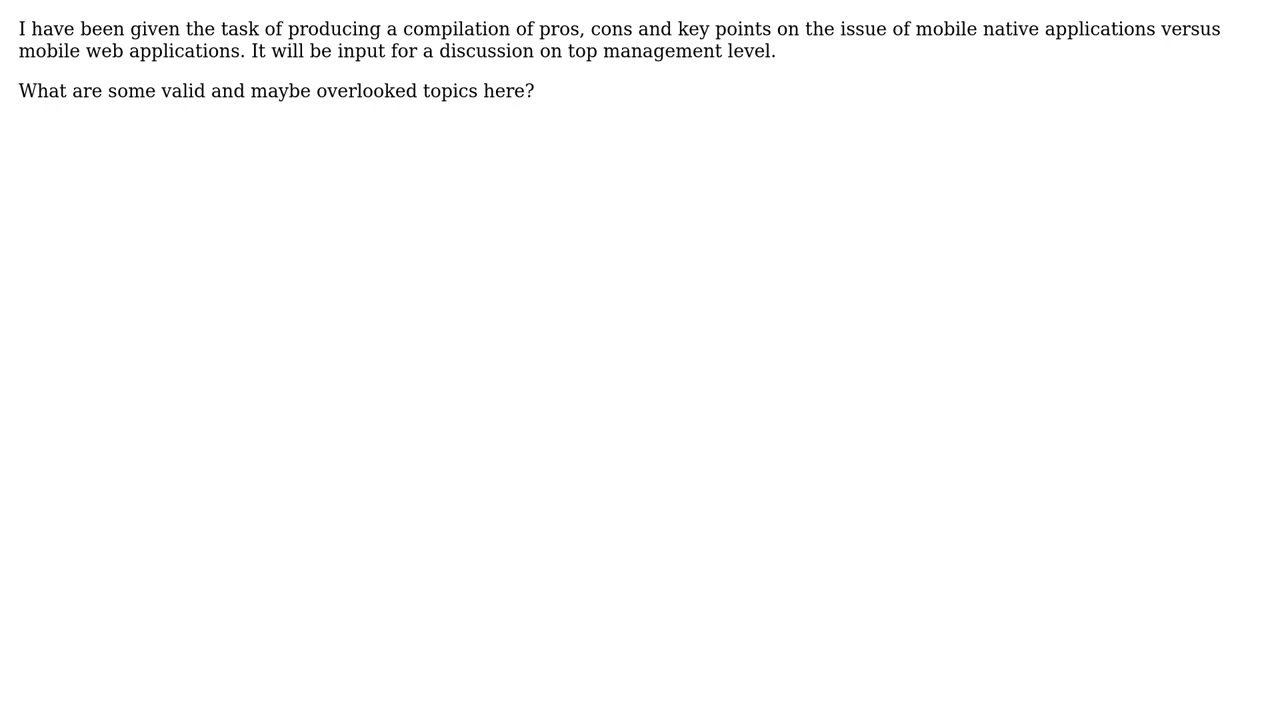 I have been given the task of producing a compilation of pros, cons and key points on the issue of mobile native applications versus
mobile web applications. It will be input for a discussion on top management level.
What are some valid and maybe overlooked topics here?